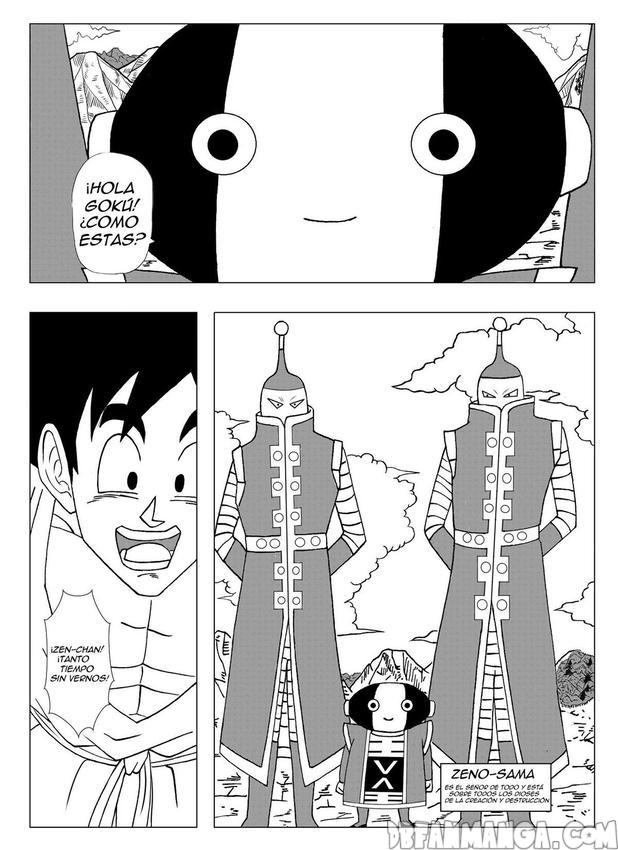 ¡HOLA
GOKÚ!
¿COMO
ESTAS?
¡ZEN-CHAN!
¡TANTO
TIEMPO
SIN VERNOS!
ZENO-SAMA
ES EL SEÑOR DE TODO Y ESTÁ
SOBRE TODOS LOS DIOSES
DE LA CREACIÓN Y DESTRUCCIÓN
DBFANMANGA.COM